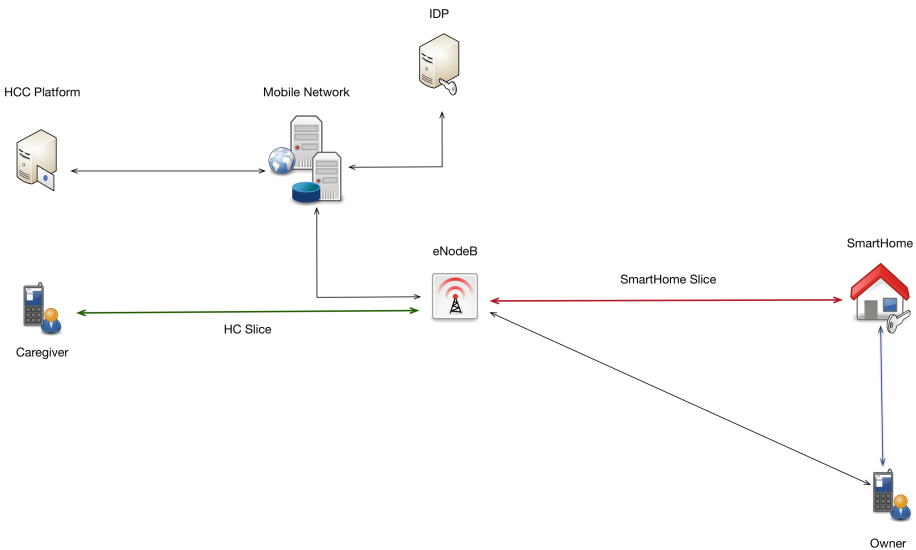 IDP
HCC Platform
Mobile Network
SmartHome
eNodeB
SmartHome Slice
HC Slice
Caregiver
Owner